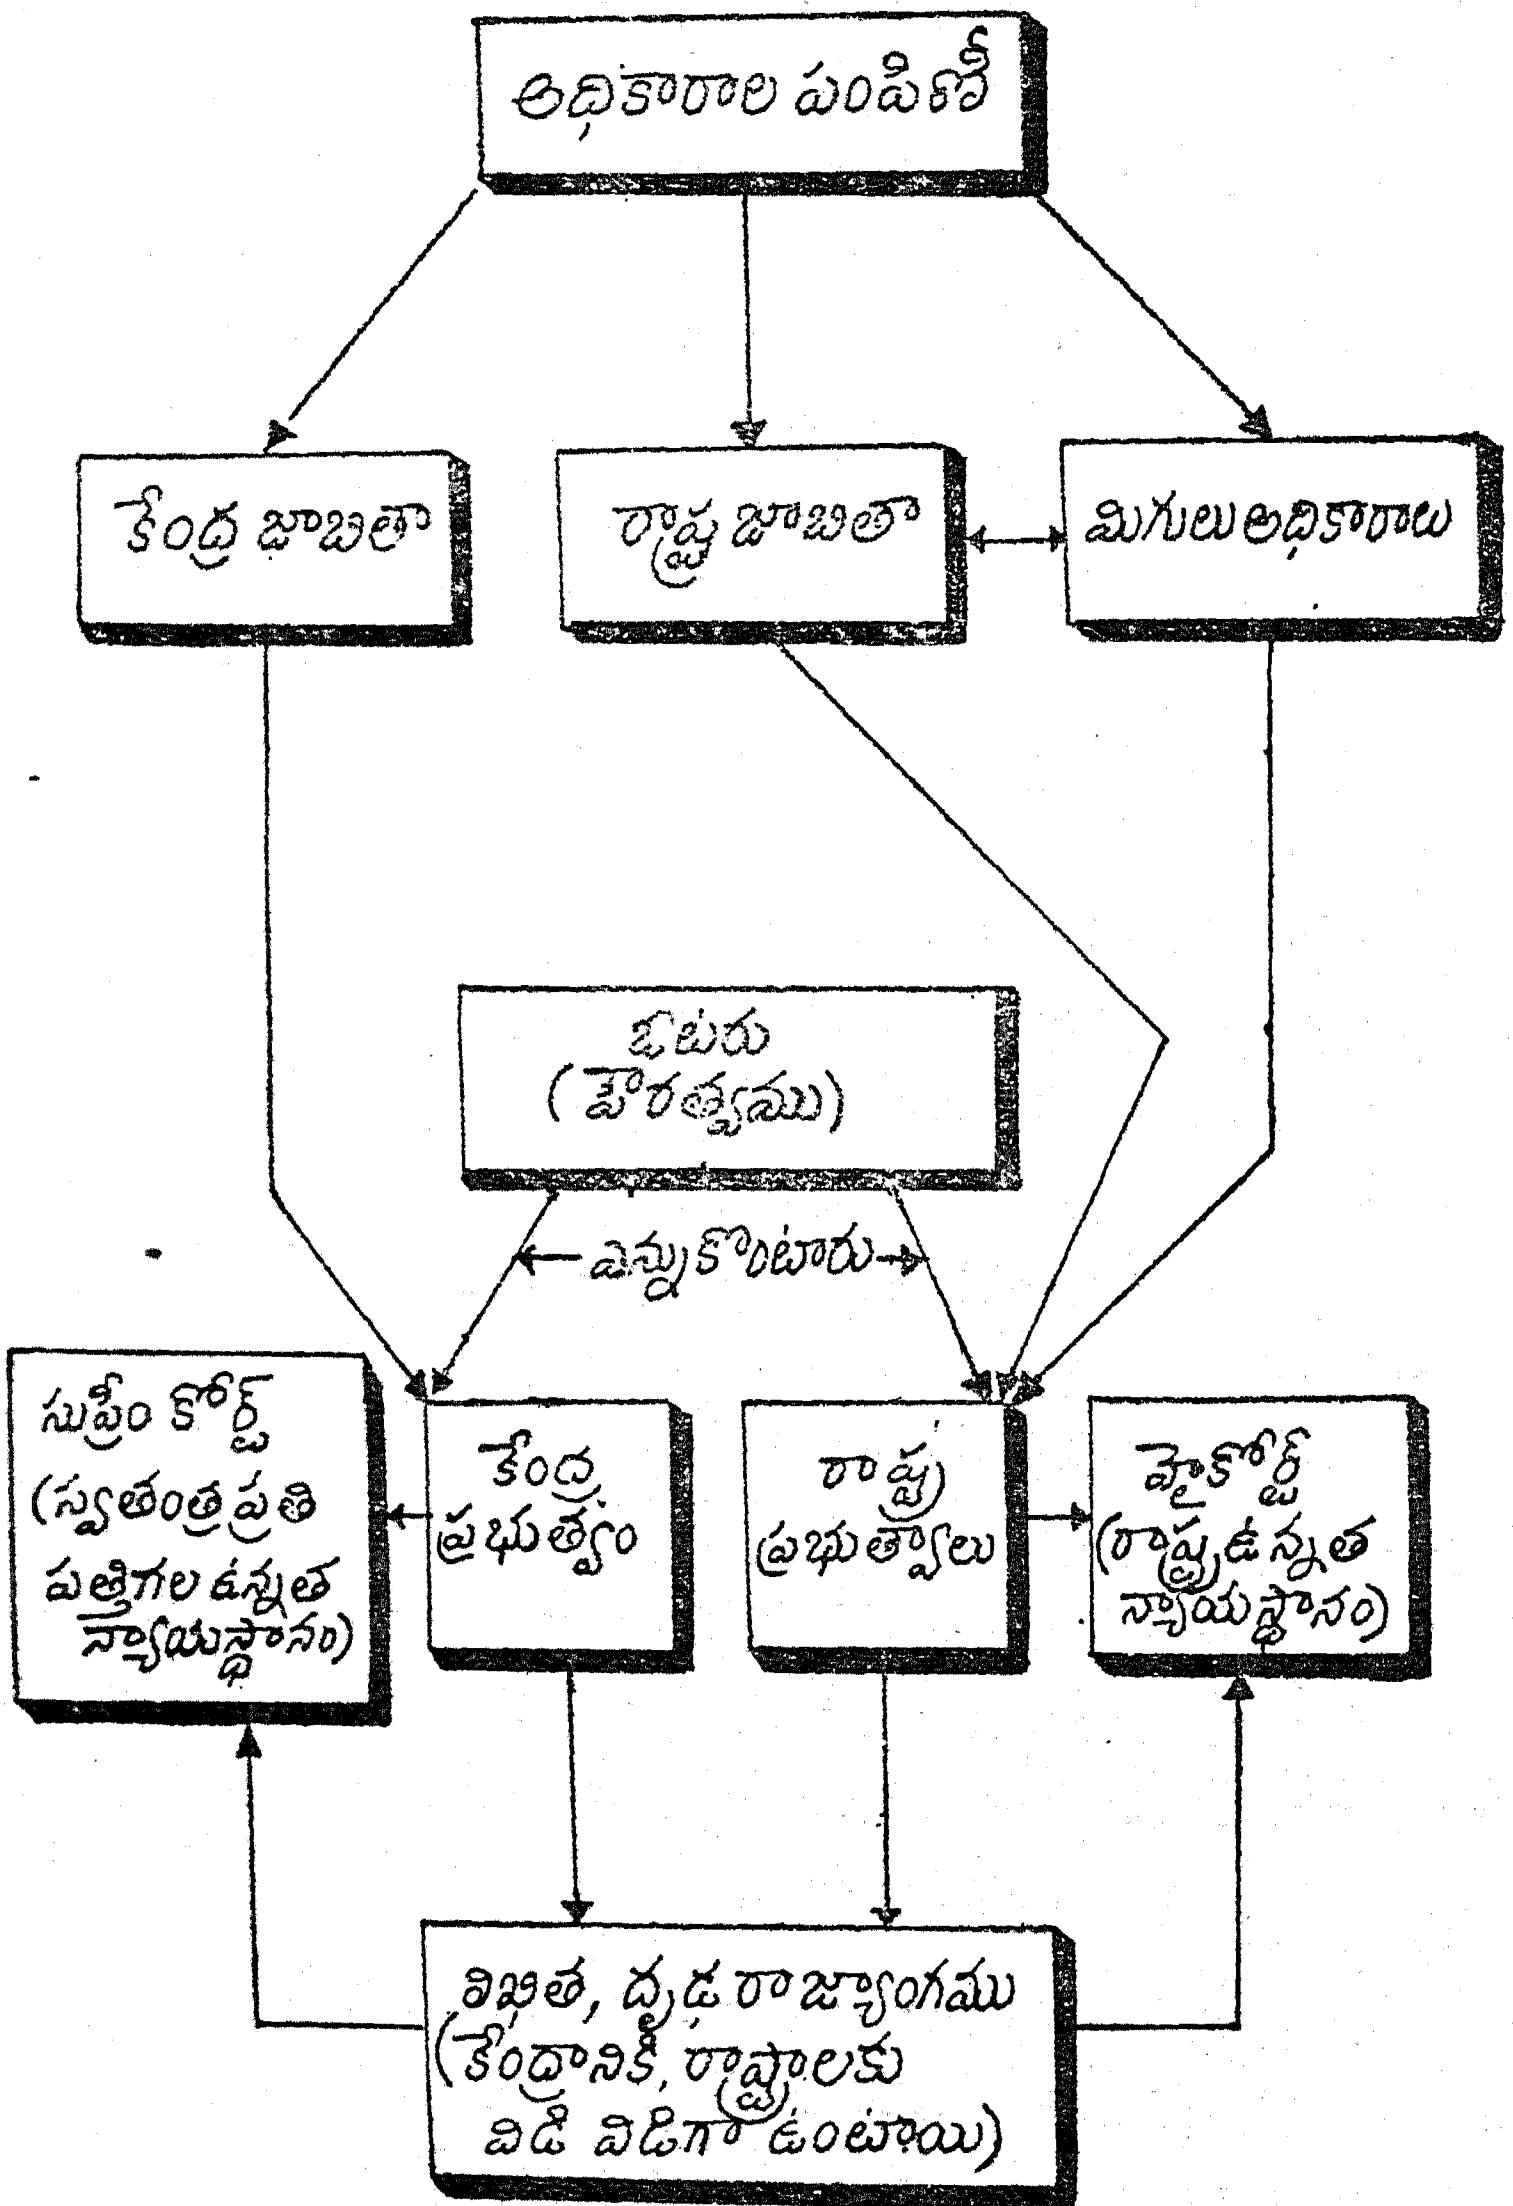 అధికారాల పంపిణీ
కేంద్ర జాబితా
రాష్ట్ర జాబితా
మిగులు అధికారాలు
ఓటరు
(పౌరత్వము)
ఎన్నుకొంటారు
సుప్రీం కోర్ట్
(స్వతంత్ర ప్రతి
పత్తిగల ఉన్నత
న్యాయస్థానం)
కేంద్ర
ప్రభుత్వం
రాష్ట్ర
ప్రభుత్వాలు
హైకోర్ట్
(రాష్ట్ర ఉన్నత
న్యాయస్థానం)
లిఖిత, దృఢ రాజ్యాంగము
(కేంద్రానికి, రాష్ట్రాలకు
విడి విడిగా ఉంటాయి)